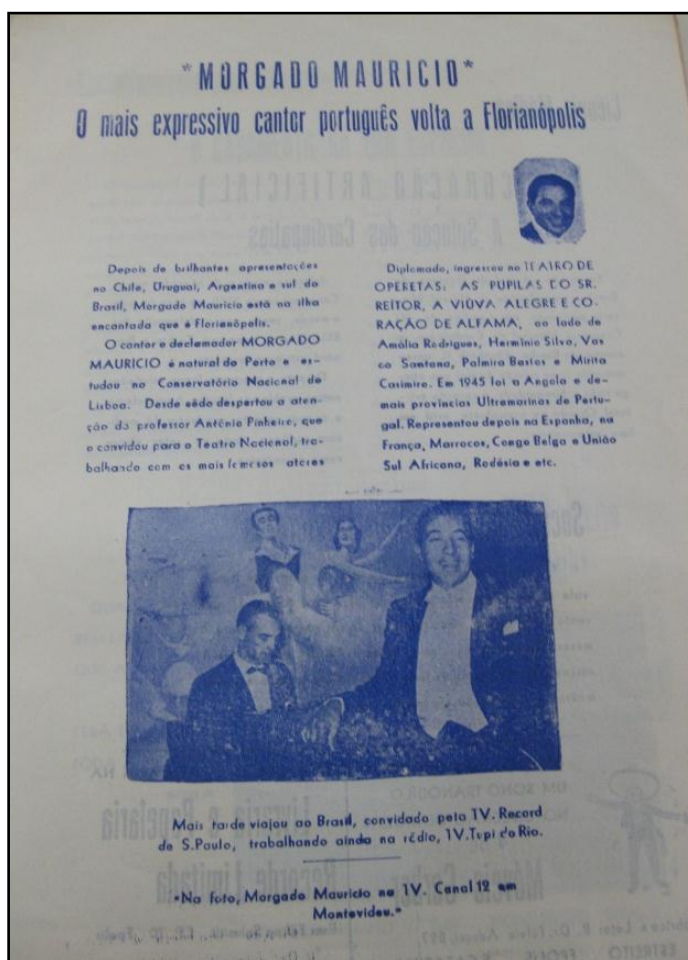 *MORGADO MAURICIO*
O mais expressivo cantor português volta a Florianópolis
Depois de brilhantes apresentações
no Chile, Uruguai, Argentina e sul do
Brasil, Morgado Mauricio está na ilha
encantada que é Florianópolis.
O cantor e declamador MORGADO
MAURICIO é natural do Porto e es-
tudou no Conservatório Nacional de
Lisboa. Desde cêdo despertou a aten-
ção do professor António Pinheiro, que
o convidou para o Teatro Nacional, tra-
balhando com os mais famosos atores
Diplomado, ingressou no TEATRO DE
OPERETAS: AS PUPILAS DO SR.
REITOR, A VIÚVA ALEGRE E CO-
RAÇÃO DE ALFAMA, ao lado de
Amália Rodrigues, Hermínio Silva, Vas
co Santana, Palmira Bastos e Mirita
Casimiro. Em 1945 foi a Angola e de-
mais províncias Ultramarinas de Portu-
gal. Representou depois na Espanha, na
França, Marrocos, Congo Belga e União
Sul Africana, Rodésia e etc.
Mais tarde viajou ao Brasil, convidado pela TV. Record
de S.Paulo, trabalhando ainda na rádio, TV.Tupi do Rio.
"Na foto, Morgado Mauricio na TV. Canal 12 em
Montevideu."